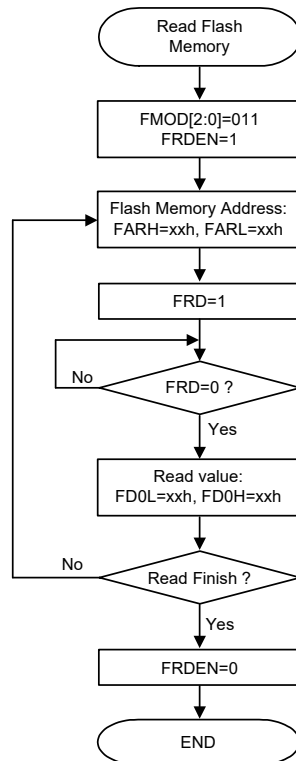 Read Flash
Memory
FMOD[2:0]=011
FRDEN=1
Flash Memory Address:
FARH=xxh, FARL=xxh
FRD=1
No
FRD=0 ?
Yes
Read value:
FD0L=xxh, FD0H=xxh
No
Read Finish ?
Yes
FRDEN=0
END